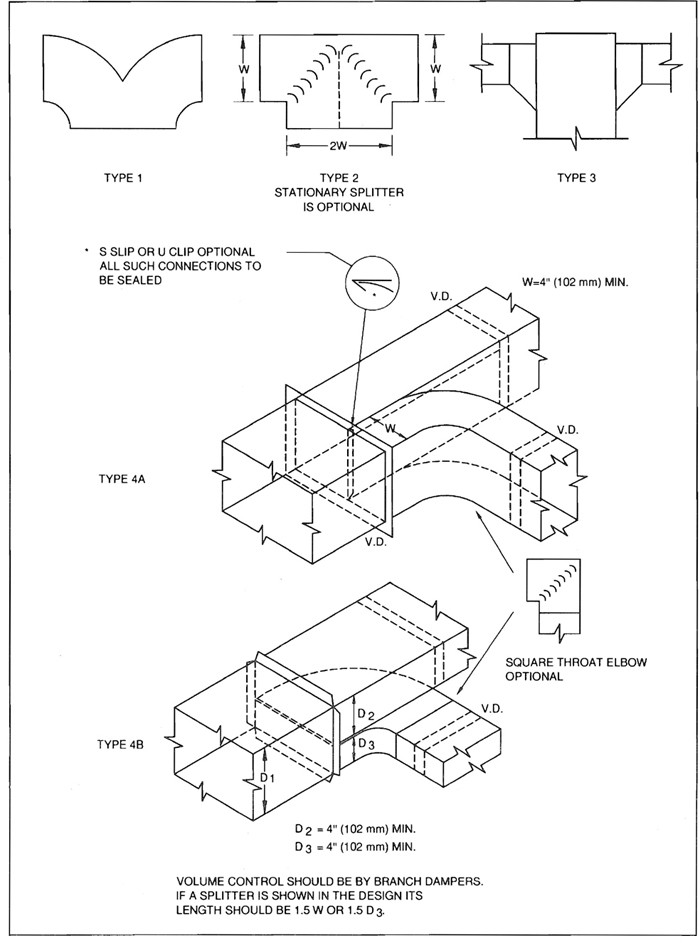 W
W
2W
TYPE 1
TYPE 2
STATIONARY SPLITTER
IS OPTIONAL
TYPE 3
* S SLIP OR U CLIP OPTIONAL
ALL SUCH CONNECTIONS TO
BE SEALED
W=4" (102 mm) MIN.
V.D.
W
V.D.
TYPE 4A
V.D.
SQUARE THROAT ELBOW
OPTIONAL
V.D.
D2
D3
TYPE 4B
D1
D2 = 4" (102 mm) MIN.
D3 = 4" (102 mm) MIN.
VOLUME CONTROL SHOULD BE BY BRANCH DAMPERS.
IF A SPLITTER IS SHOWN IN THE DESIGN ITS
LENGTH SHOULD BE 1.5 W OR 1.5 D3.